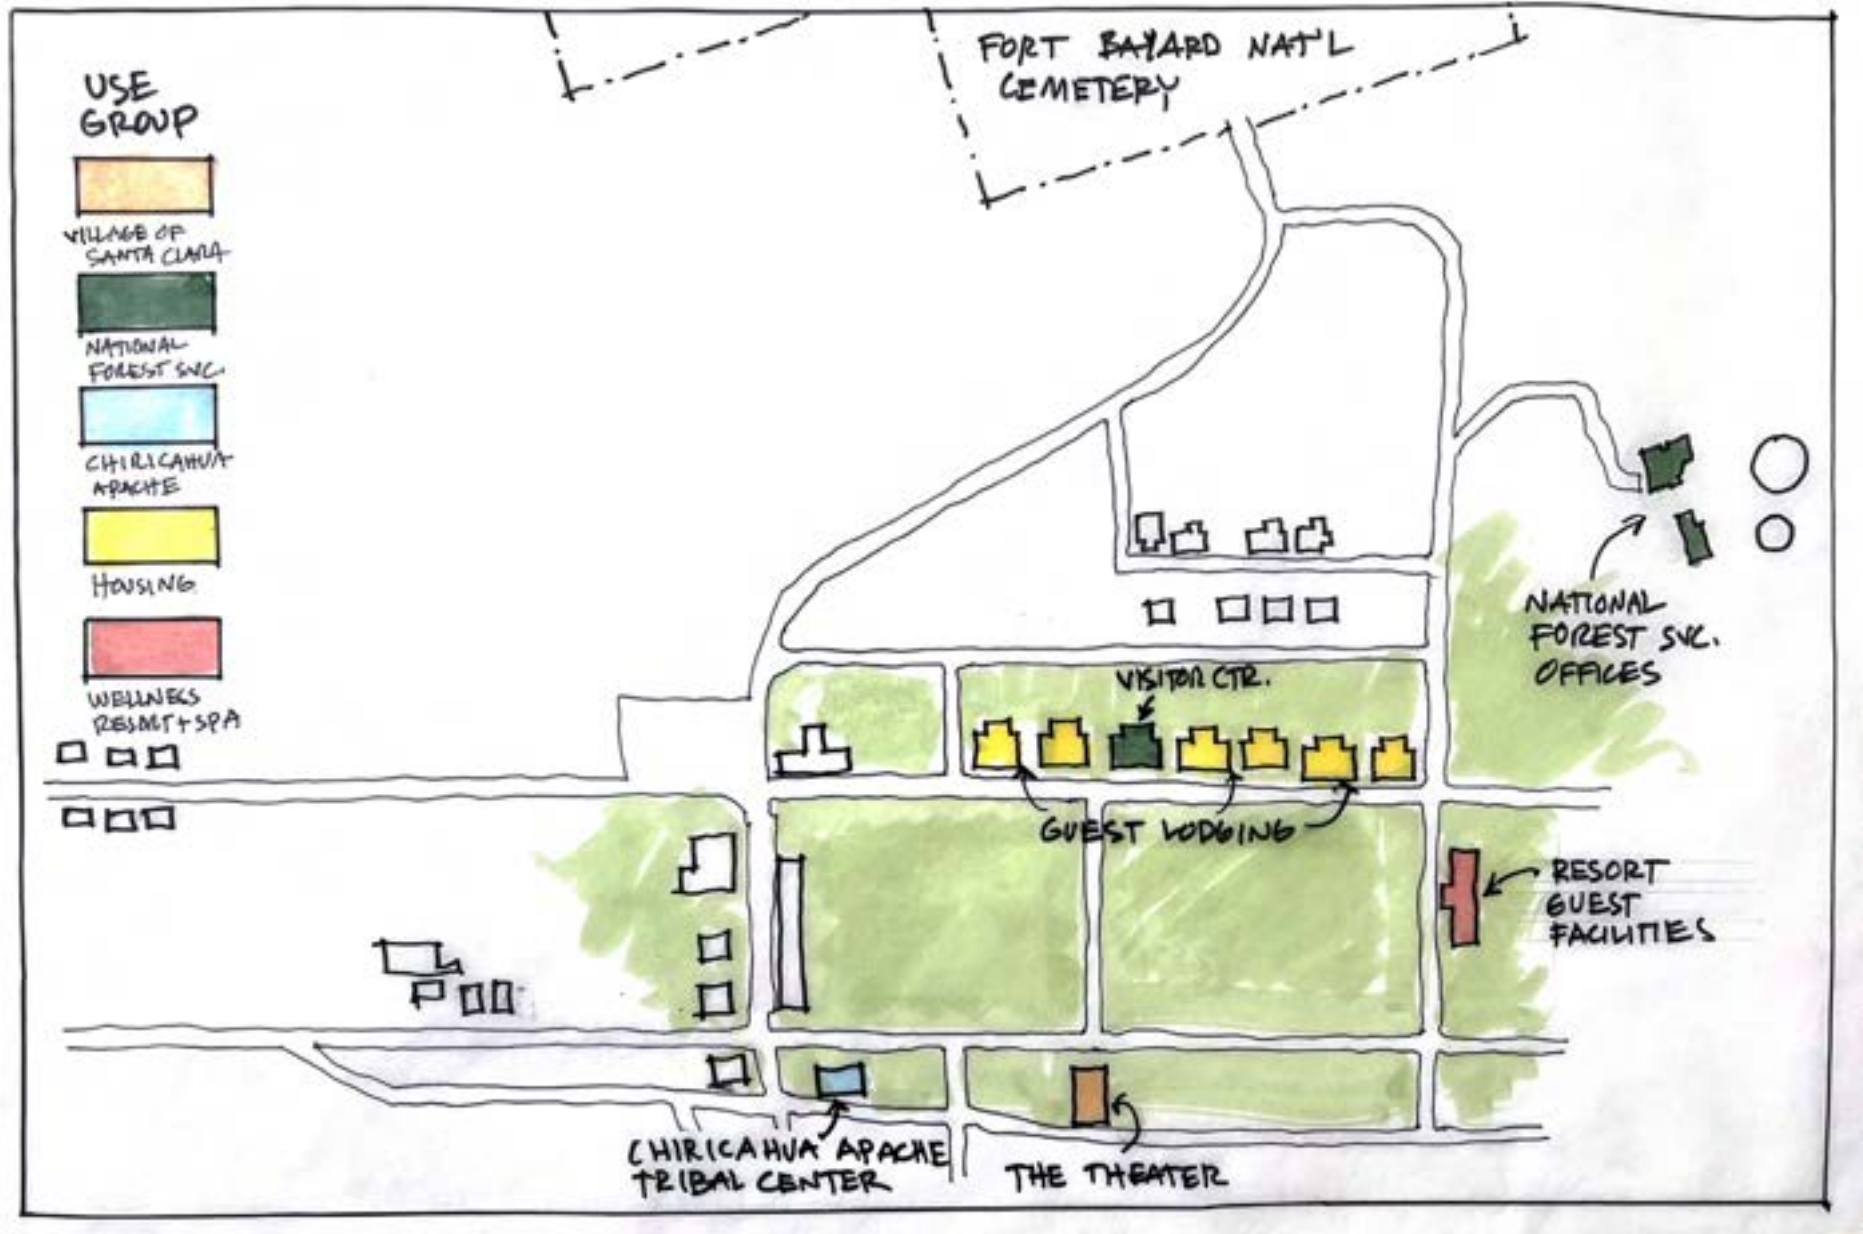 FORT BAYARD NAT'L
CEMETERY
USE
GROUP
VILLAGE OF
SANTA CLARA
NATIONAL
FOREST SVC.
CHIRICAHUA
APACHE
HOUSING
WELLNESS
RESORT + SPA
NATIONAL
FOREST SVC.
OFFICES
VISITOR CTR.
GUEST LODGING
RESORT
GUEST
FACILITIES
CHIRICAHUA APACHE
TRIBAL CENTER
THE THEATER